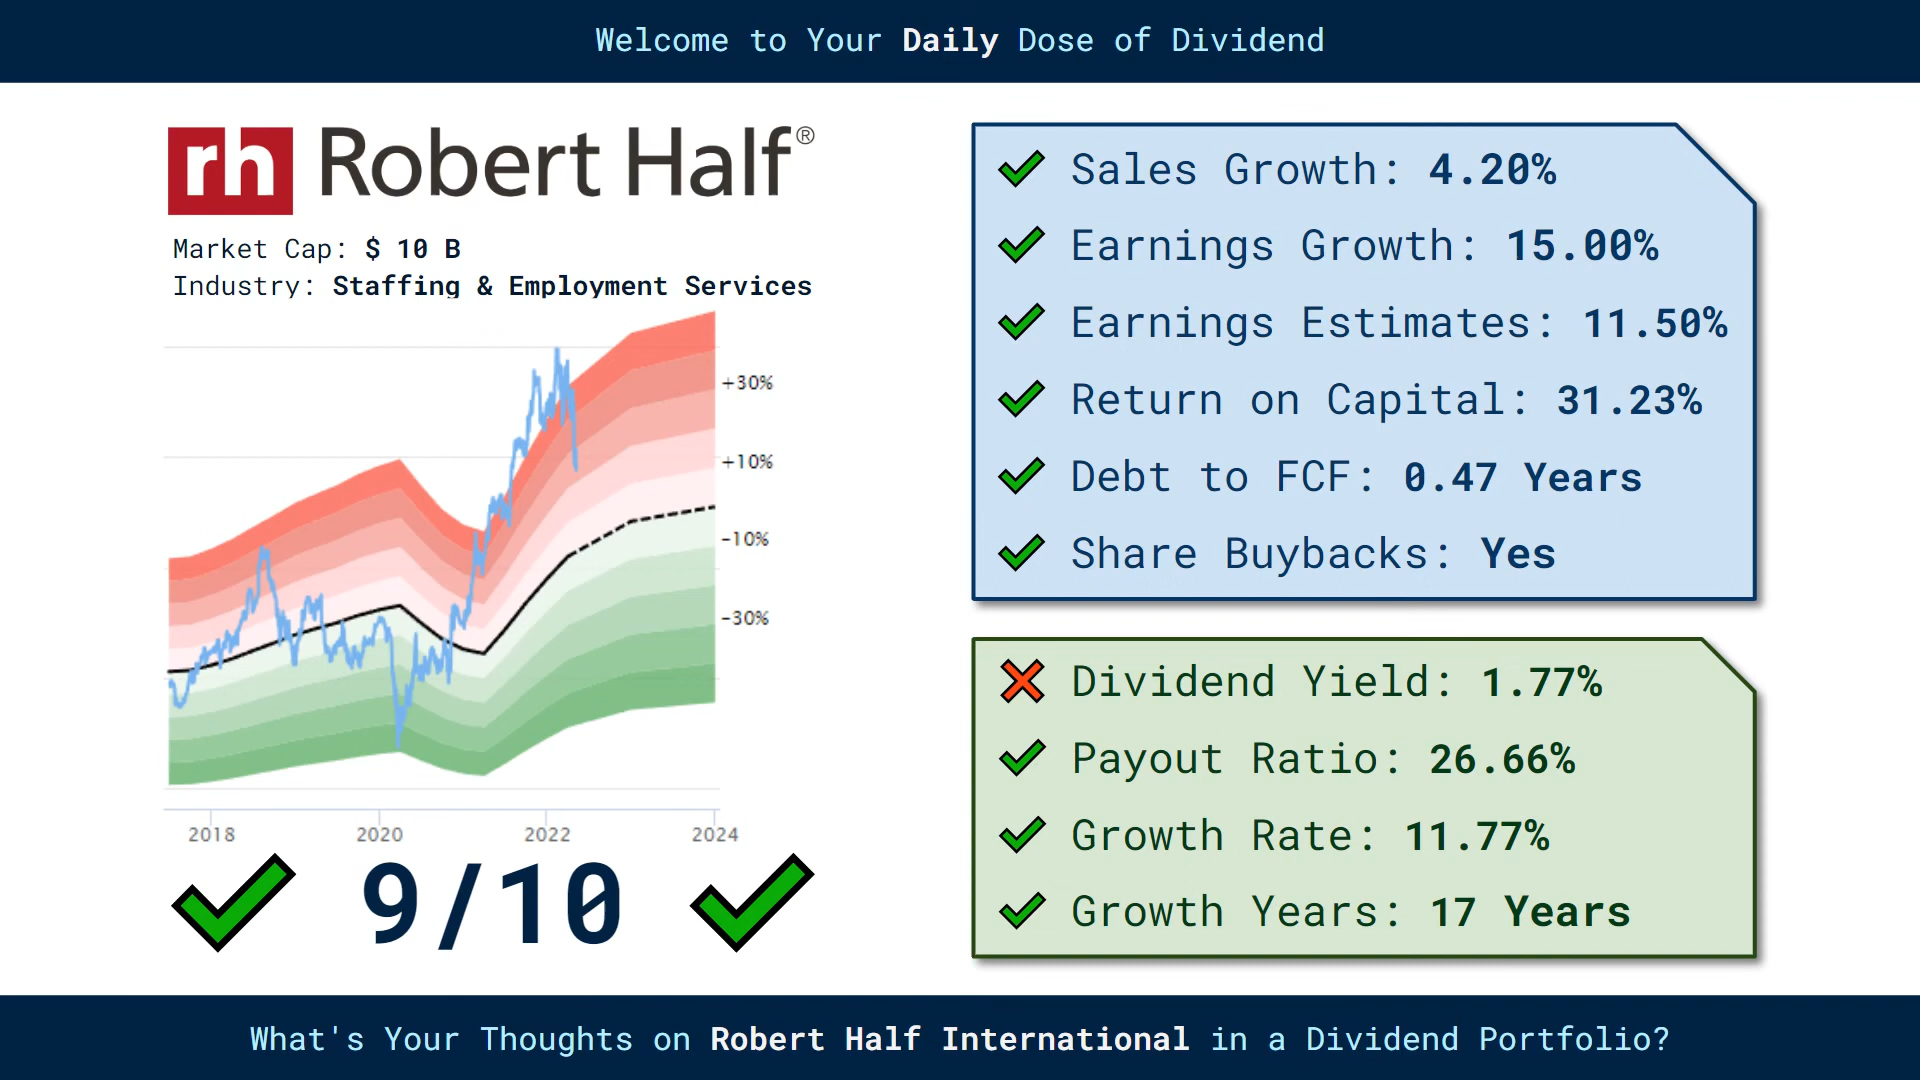 Welcome to Your Daily Dose of Dividend
rh Robert Half®
Market Cap: $ 10 B
Industry: Staffing & Employment Services
+30%
+10%
-10%
-30%
2018 2020 2022 2024
9/10
Sales Growth: 4.20%
Earnings Growth: 15.00%
Earnings Estimates: 11.50%
Return on Capital: 31.23%
Debt to FCF: 0.47 Years
Share Buybacks: Yes
Dividend Yield: 1.77%
Payout Ratio: 26.66%
Growth Rate: 11.77%
Growth Years: 17 Years
What's Your Thoughts on Robert Half International in a Dividend Portfolio?